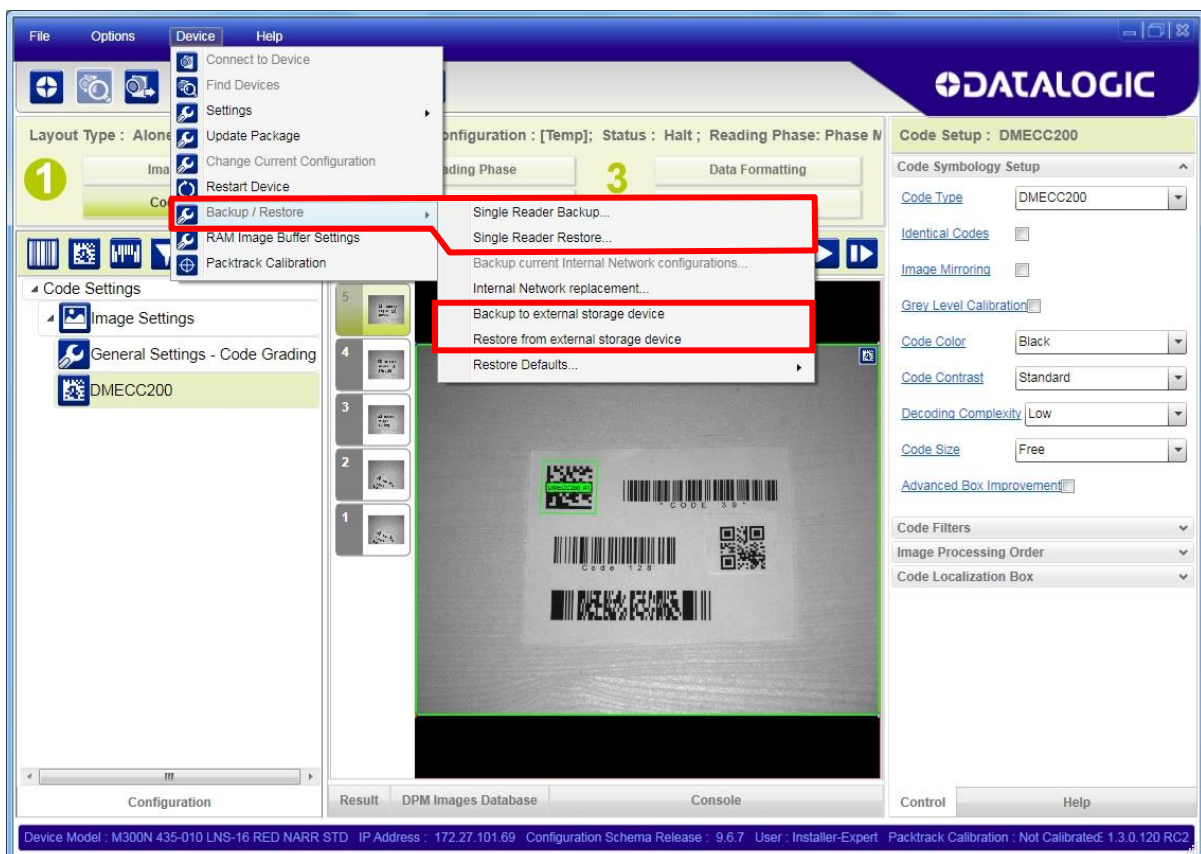 File Options Device Help
DATALOGIC
Connect to Device
Find Devices
Settings
Update Package
Change Current Configuration
Restart Device
Backup / Restore
RAM Image Buffer Settings
Packtrack Calibration
Single Reader Backup...
Single Reader Restore...
Backup current Internal Network configurations...
Internal Network replacement...
Backup to external storage device
Restore from external storage device
Restore Defaults...
Layout Type : Alone
onfiguration : [Temp]; Status : Halt ; Reading Phase: Phase M
1
Ima
ading Phase
3
Data Formatting
Co
Code Settings
Image Settings
General Settings - Code Grading
DMECC200
5
4
3
2
1
*CODE 39*
Code 128
Code Setup : DMECC200
Code Symbology Setup
Code Type DMECC200
Identical Codes
Image Mirroring
Grey Level Calibration
Code Color Black
Code Contrast Standard
Decoding Complexity Low
Code Size Free
Advanced Box Improvement
Code Filters
Image Processing Order
Code Localization Box
Configuration
Result DPM Images Database Console
Control Help
Device Model : M300N 435-010 LNS-16 RED NARR STD IP Address : 172.27.101.69 Configuration Schema Release : 9.6.7 User : Installer-Expert Packtrack Calibration : Not Calibrated 1.3.0.120 RC2